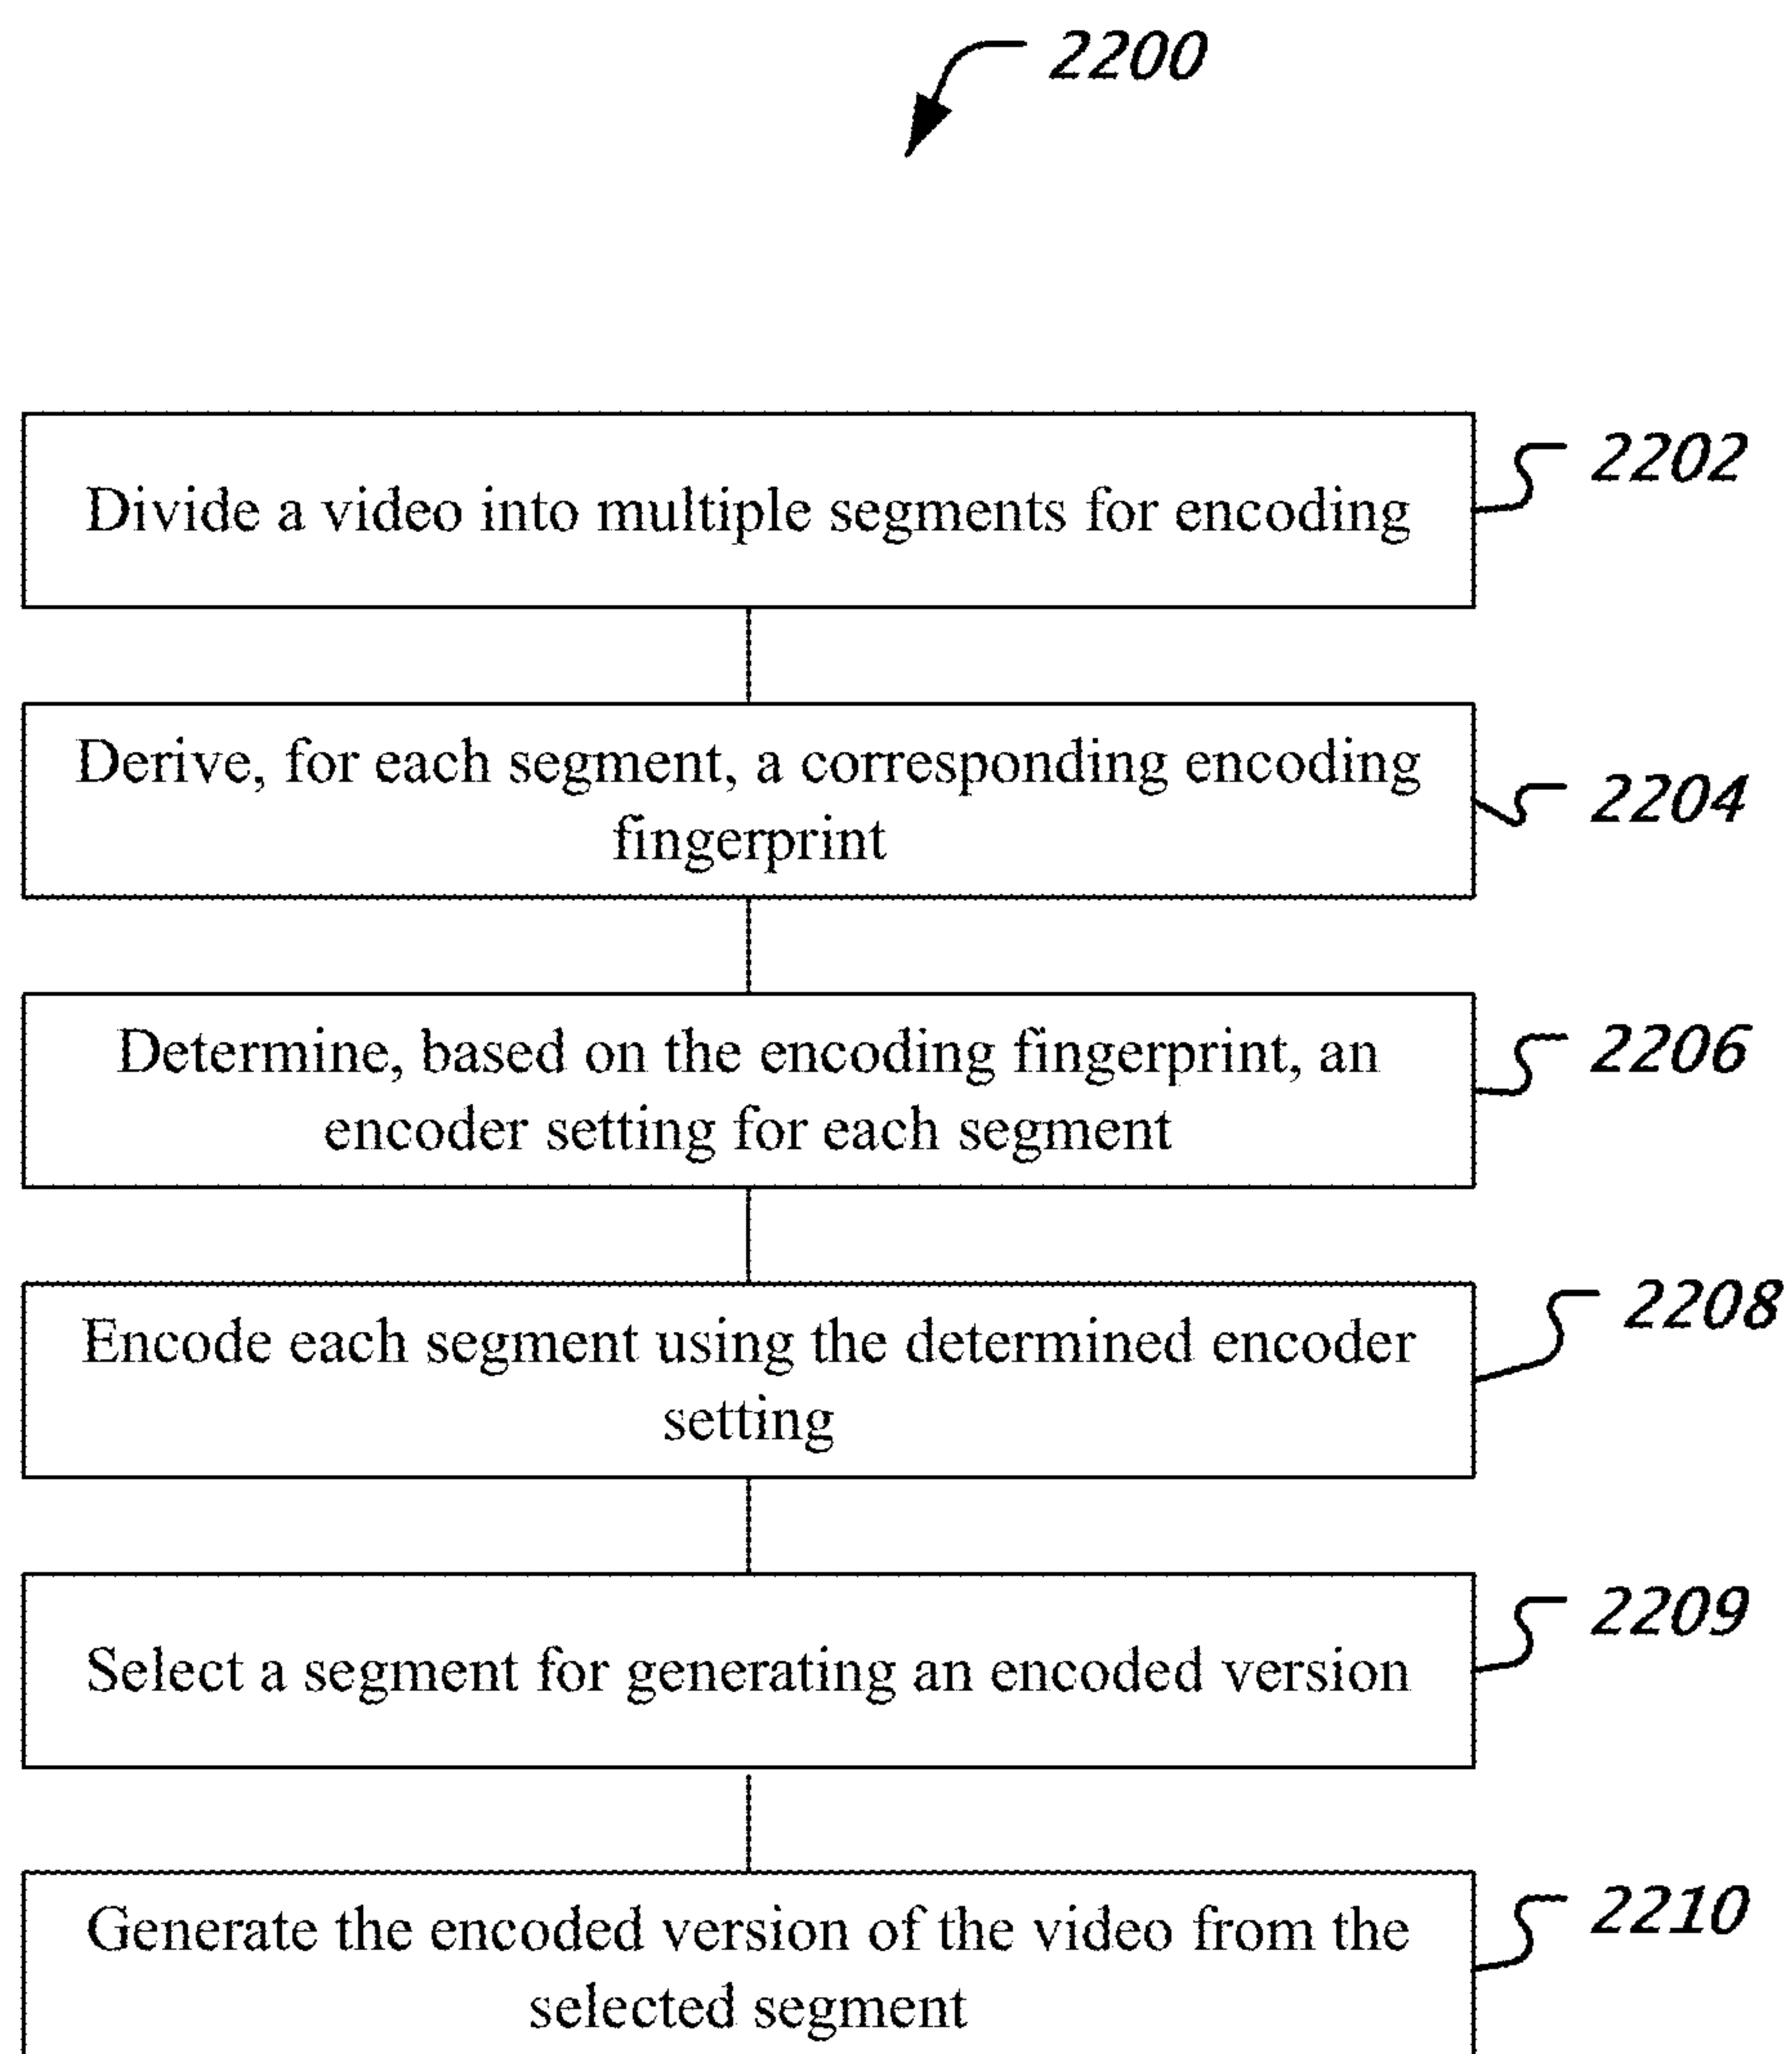 2200
Divide a video into multiple segments for encoding
2202
Derive, for each segment, a corresponding encoding
fingerprint
2204
Determine, based on the encoding fingerprint, an
encoder setting for each segment
2206
Encode each segment using the determined encoder
setting
2208
Select a segment for generating an encoded version
2209
Generate the encoded version of the video from the
selected segment
2210